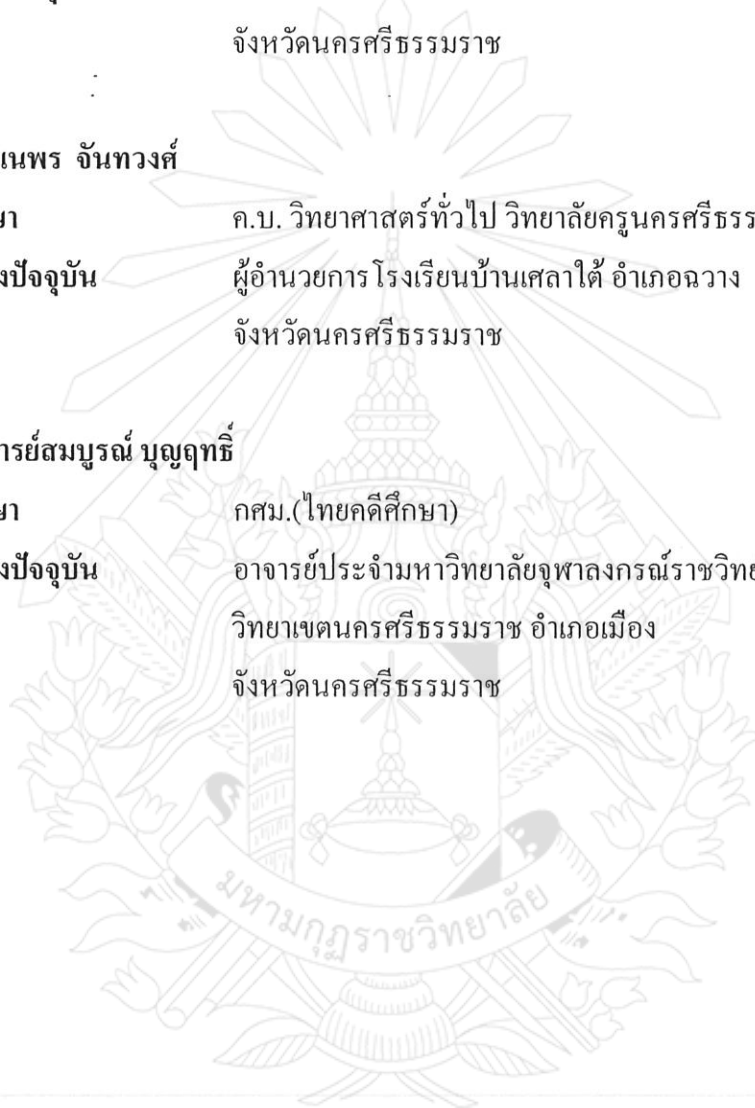 จังหวัดนครศรีธรรมราช
นพร จันทวงศ์
ษา ค.บ. วิทยาศาสตร์ทั่วไป วิทยาลัยครูนครศรีธรร
งปัจจุบัน ผู้อำนวยการโรงเรียนบ้านเศลาใต้ อำเภอฉวาง
จังหวัดนครศรีธรรมราช
ารย์สมบูรณ์ บุญฤทธิ์
ษา กศม.(ไทยคดีศึกษา)
งปัจจุบัน อาจารย์ประจำมหาวิทยาลัยจุฬาลงกรณ์ราชวิทย
วิทยาเขตนครศรีธรรมราช อำเภอเมือง
จังหวัดนครศรีธรรมราช
มหามกุฏราชวิทยาลัย